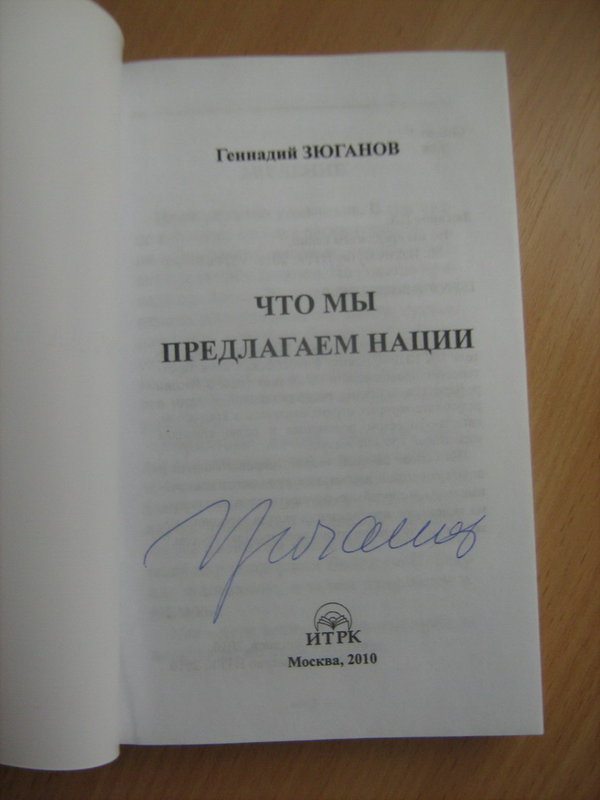 Геннадий ЗЮГАНОВ
ЧТО МЫ
ПРЕДЛАГАЕМ НАЦИИ
ИТРК
Москва, 2010